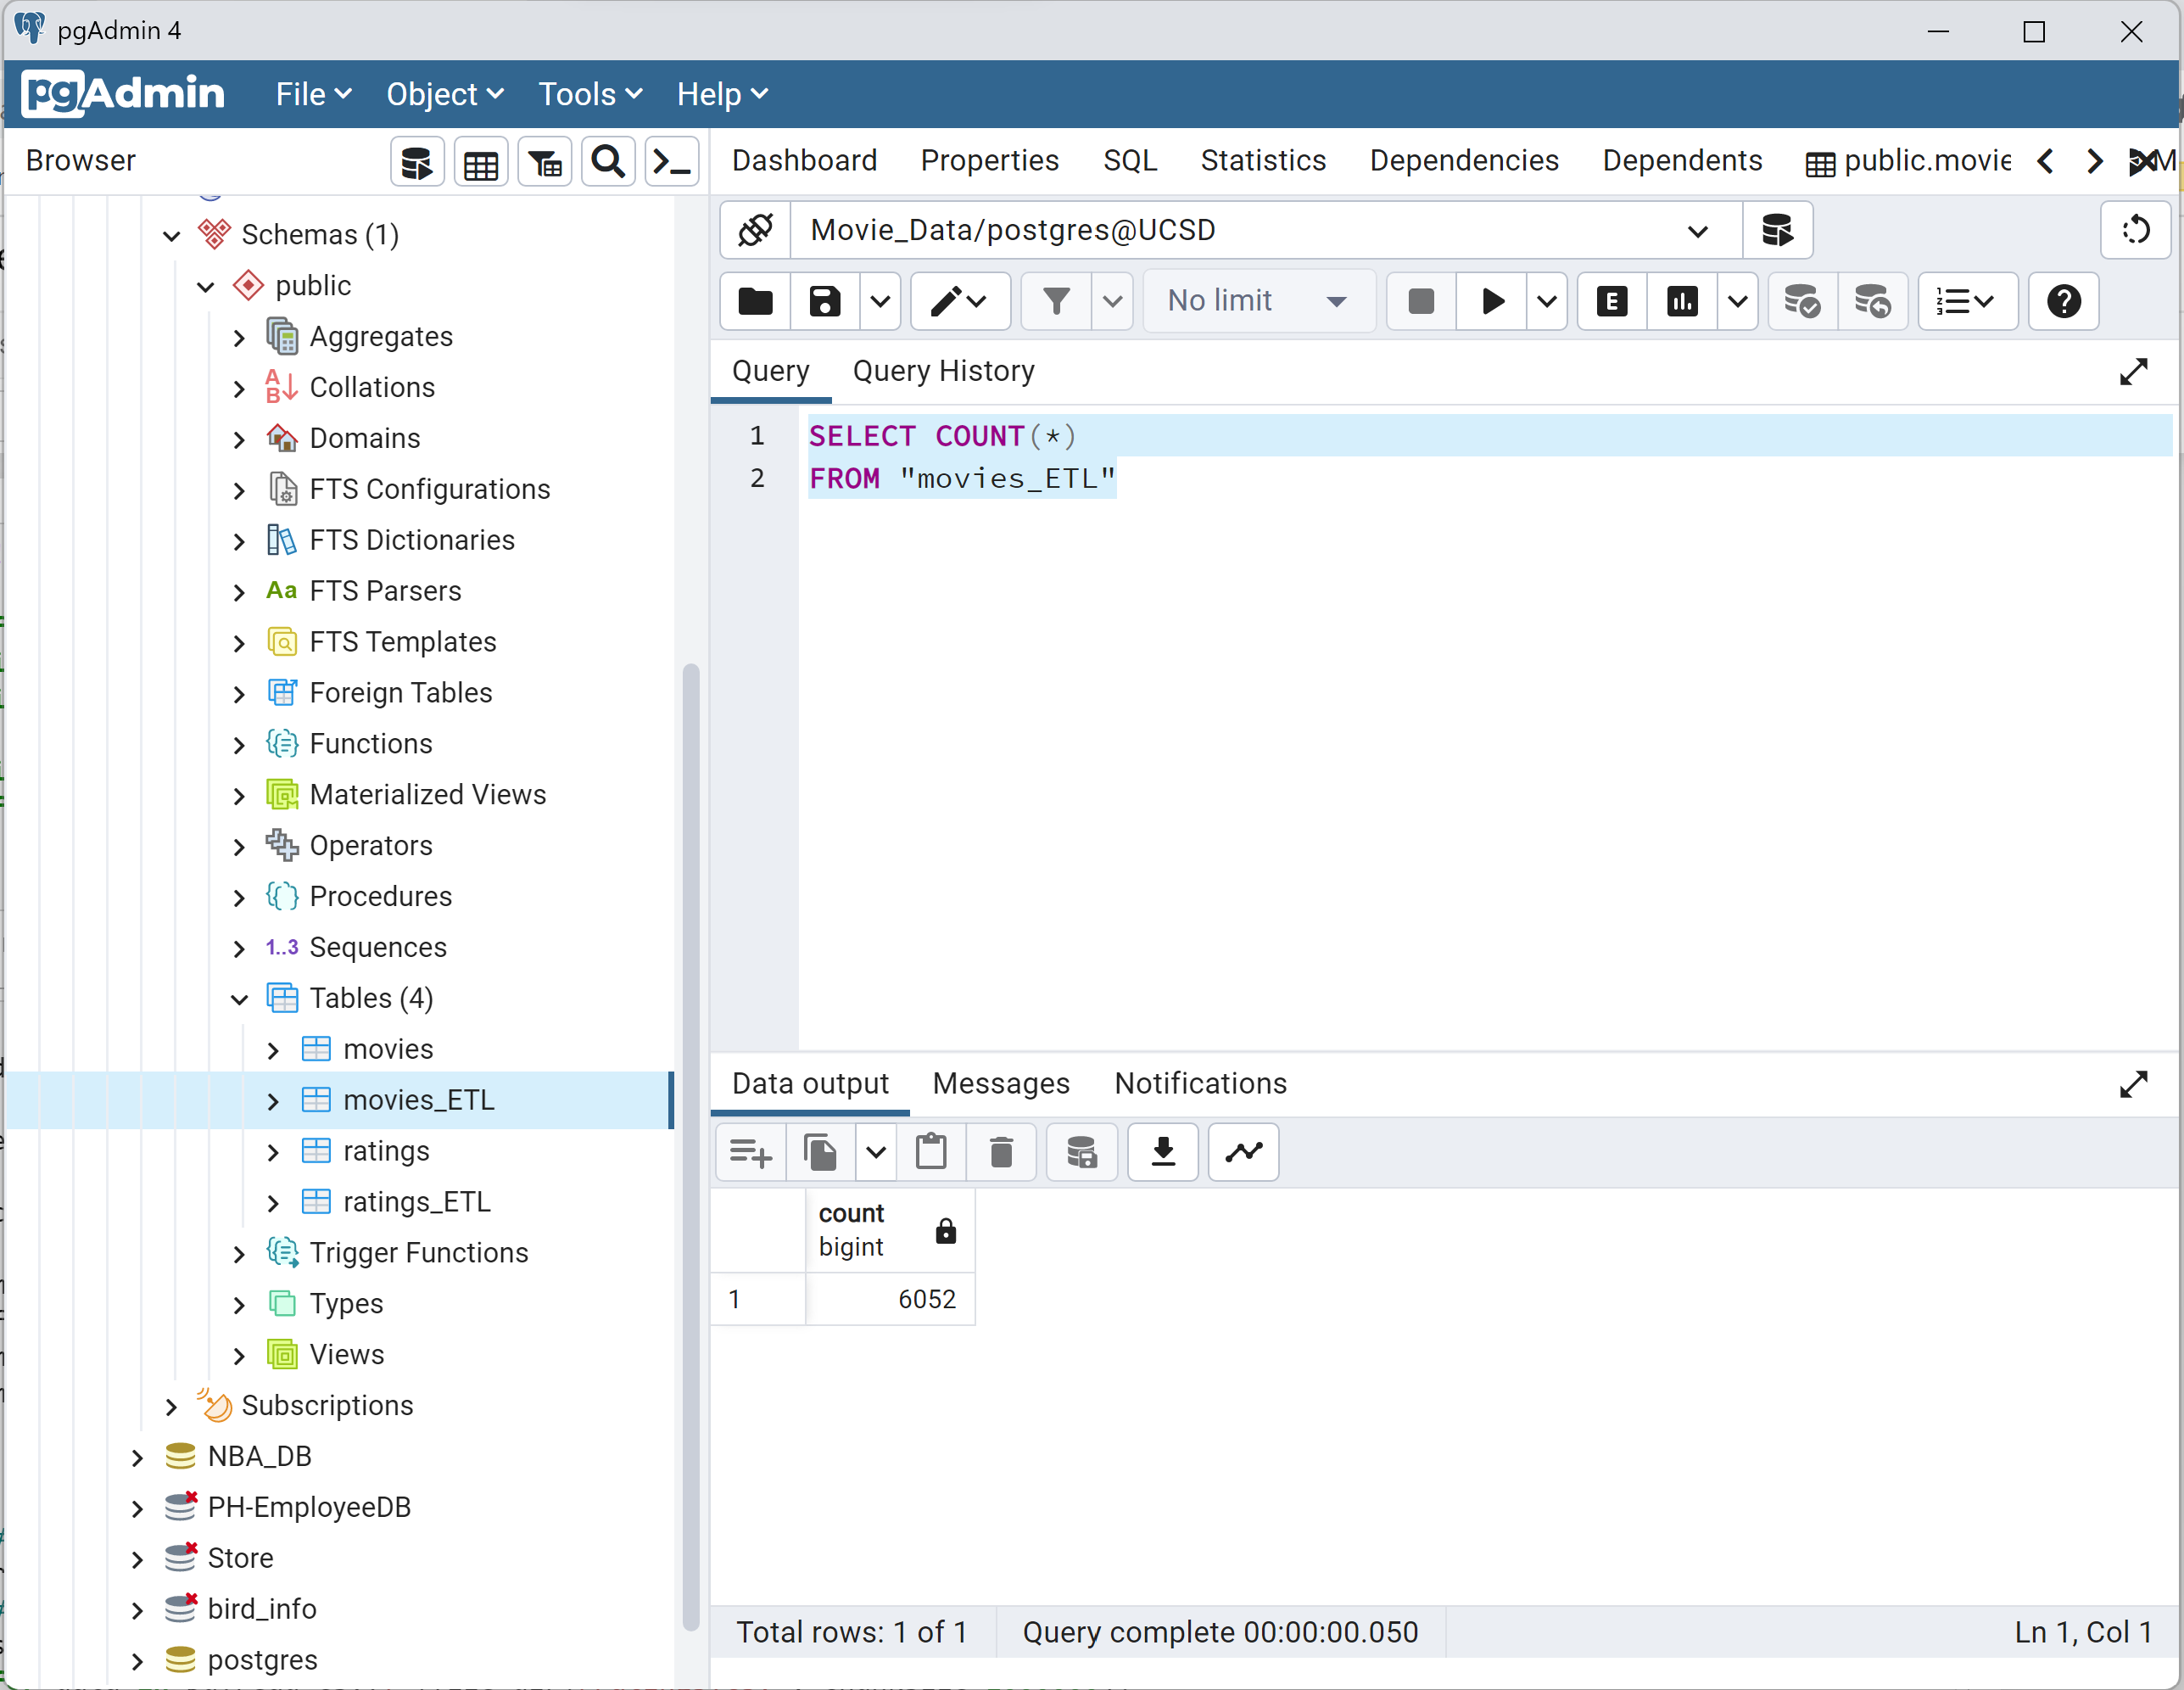 pgAdmin 4
pgAdmin File Object Tools Help
Browser
Dashboard Properties SQL Statistics Dependencies Dependents public.movie
Schemas (1)
public
Aggregates
Collations
Domains
FTS Configurations
FTS Dictionaries
Aa FTS Parsers
FTS Templates
Foreign Tables
Functions
Materialized Views
Operators
Procedures
1..3 Sequences
Tables (4)
movies
movies_ETL
ratings
ratings_ETL
Trigger Functions
Types
Views
Subscriptions
NBA_DB
PH-EmployeeDB
Store
bird_info
postgres
Movie_Data/postgres@UCSD
No limit
Query Query History
1 SELECT COUNT(*)
2 FROM "movies_ETL"
Data output Messages Notifications
count
bigint
1 6052
Total rows: 1 of 1 Query complete 00:00:00.050 Ln 1, Col 1